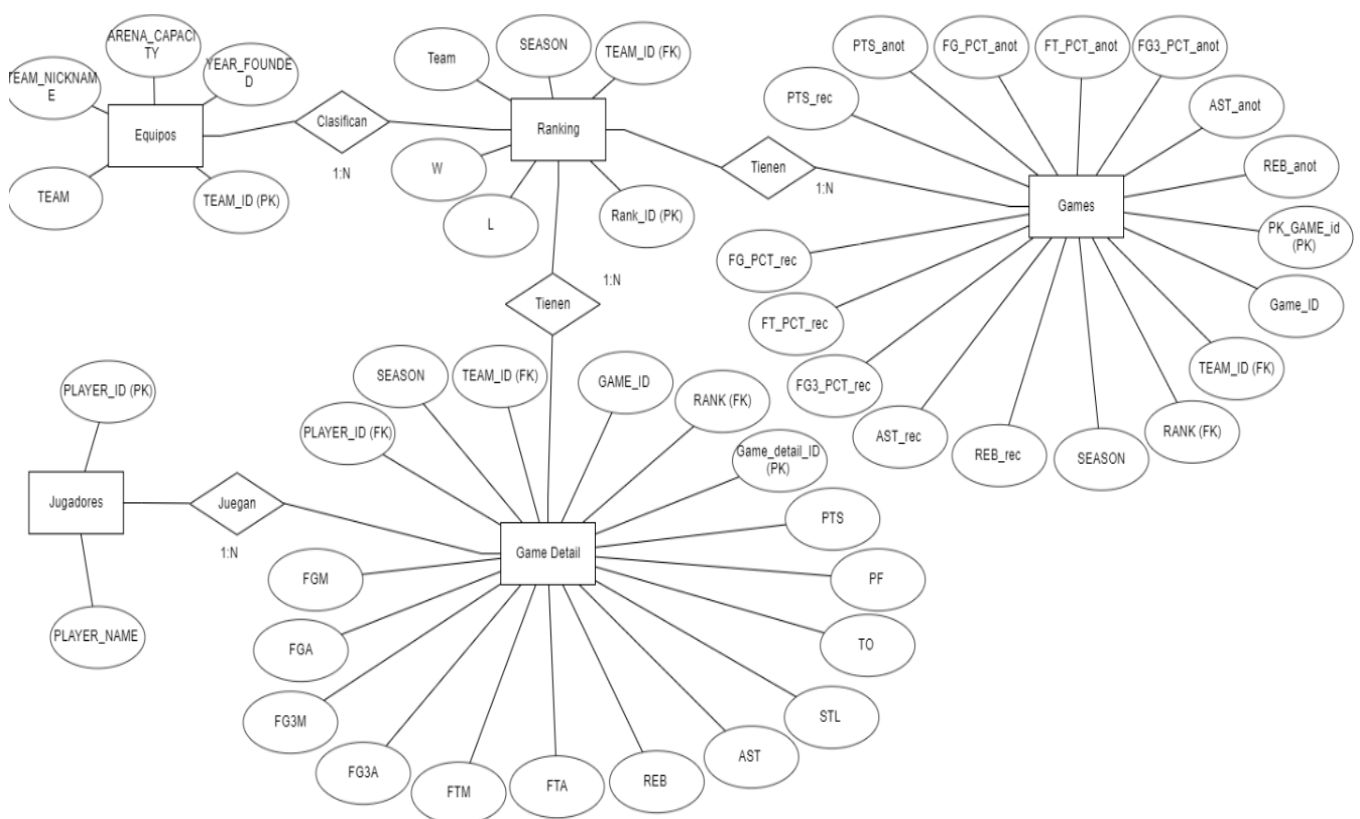 ARENA_CAPACI
TY
TEAM_NICKNAM
E
YEAR_FOUNDE
D
Equipos
TEAM
TEAM_ID (PK)
Clasifican
1:N
Team
SEASON
TEAM_ID (FK)
Ranking
W
L
Rank_ID (PK)
Tienen
1:N
PTS_anot
FG_PCT_anot
FT_PCT_anot
FG3_PCT_anot
PTS_rec
AST_anot
REB_anot
Games
PK_GAME_id
(PK)
Game_ID
TEAM_ID (FK)
RANK (FK)
SEASON
REB_rec
AST_rec
FG3_PCT_rec
FT_PCT_rec
FG_PCT_rec
Tienen
1:N
PLAYER_ID (PK)
Jugadores
PLAYER_NAME
Juegan
1:N
PLAYER_ID (FK)
SEASON
TEAM_ID (FK)
GAME_ID
RANK (FK)
Game_detail_ID
(PK)
Game Detail
PTS
PF
TO
STL
AST
REB
FTA
FTM
FG3A
FG3M
FGA
FGM